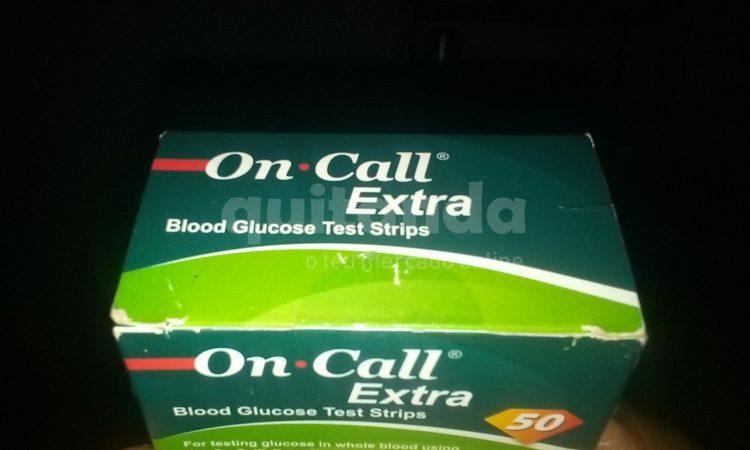 On·Call®
Extra
Blood Glucose Test Strips
quitanda
o teu mercado online
On·Call®
Extra
Blood Glucose Test Strips
50
For testing glucose in whole blood using